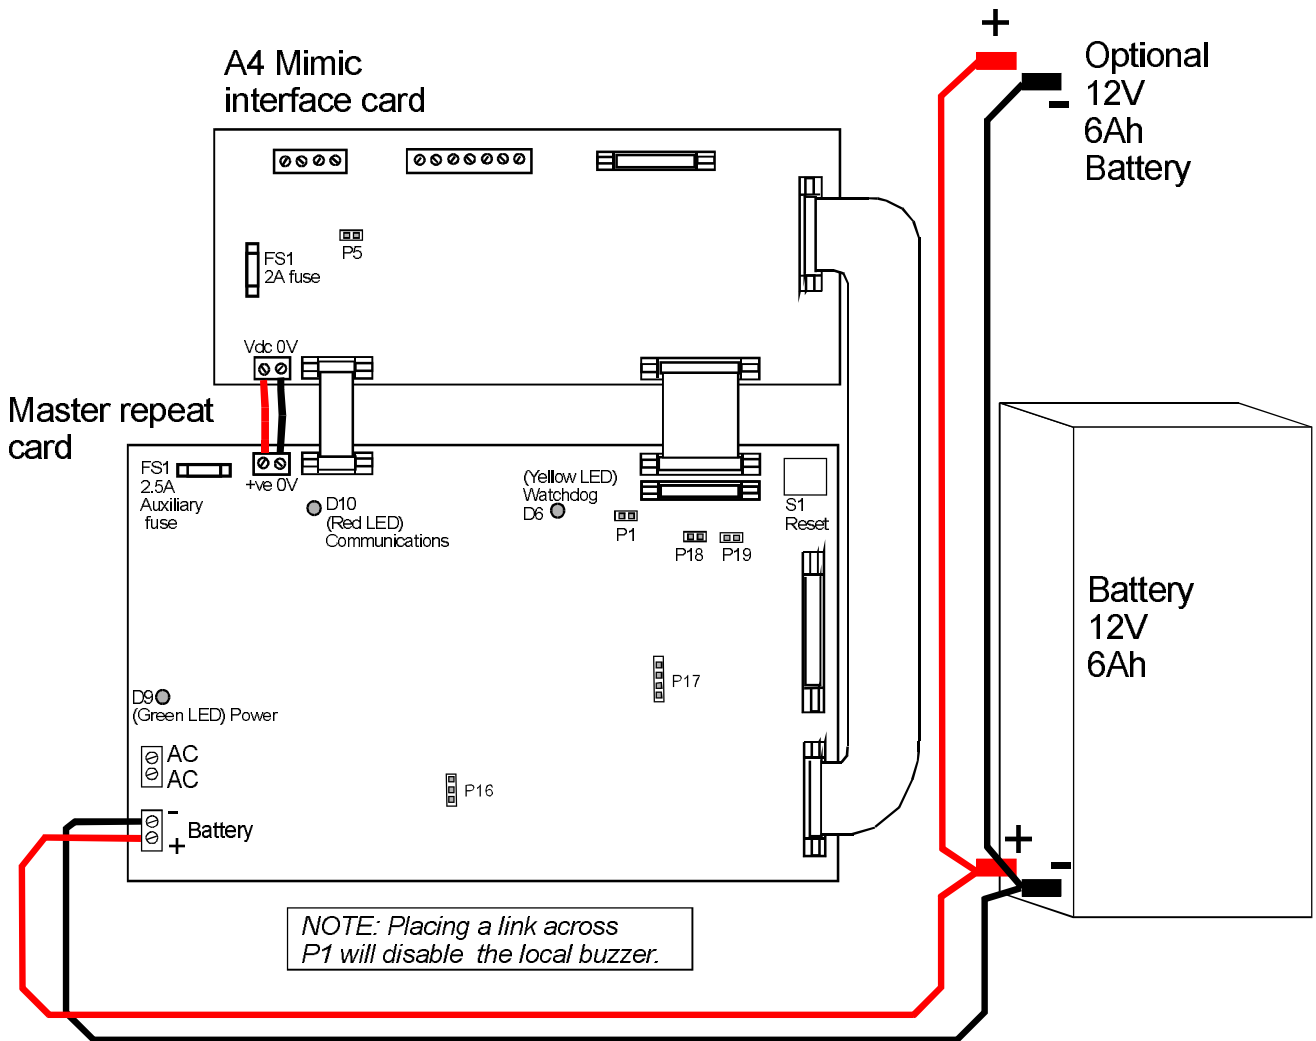 +
Optional
12V
6Ah
Battery
-
A4 Mimic
interface card
P5
FS1
2A fuse
Vdc 0V
Master repeat
card
FS1
2.5A
Auxiliary
fuse
+ve 0V
D10
(Red LED)
Communications
(Yellow LED)
Watchdog
D6
P1
P18
P19
S1
Reset
P17
D9
(Green LED) Power
AC
AC
P16
-
Battery
+
Battery
12V
6Ah
+
-
NOTE: Placing a link across
P1 will disable the local buzzer.